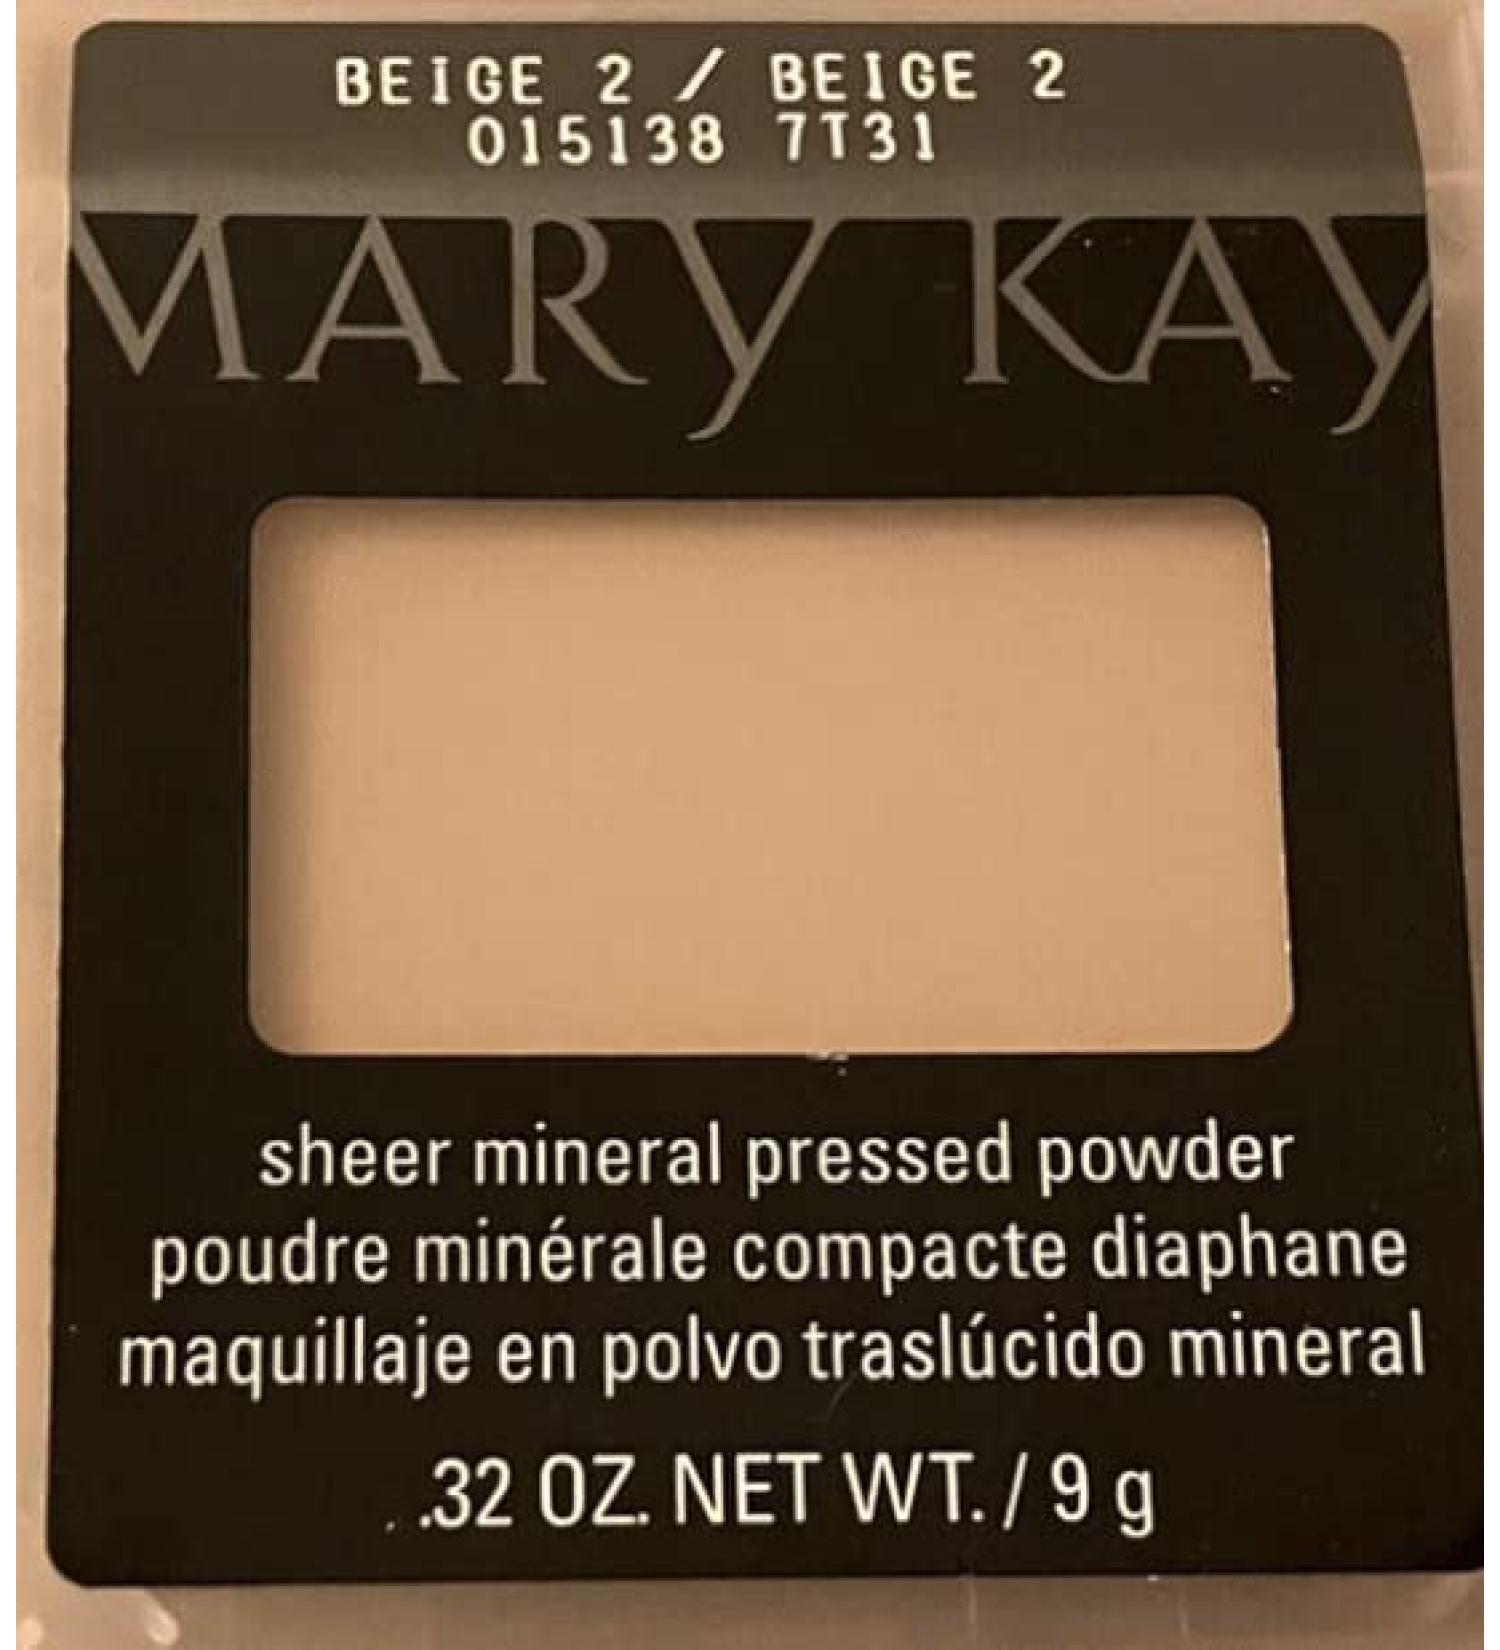 BEIGE 2 / BEIGE 2
015138 7T31
MARY KAY
sheer mineral pressed powder
poudre minérale compacte diaphane
maquillaje en polvo traslúcido mineral
.32 OZ. NET WT. / 9 g